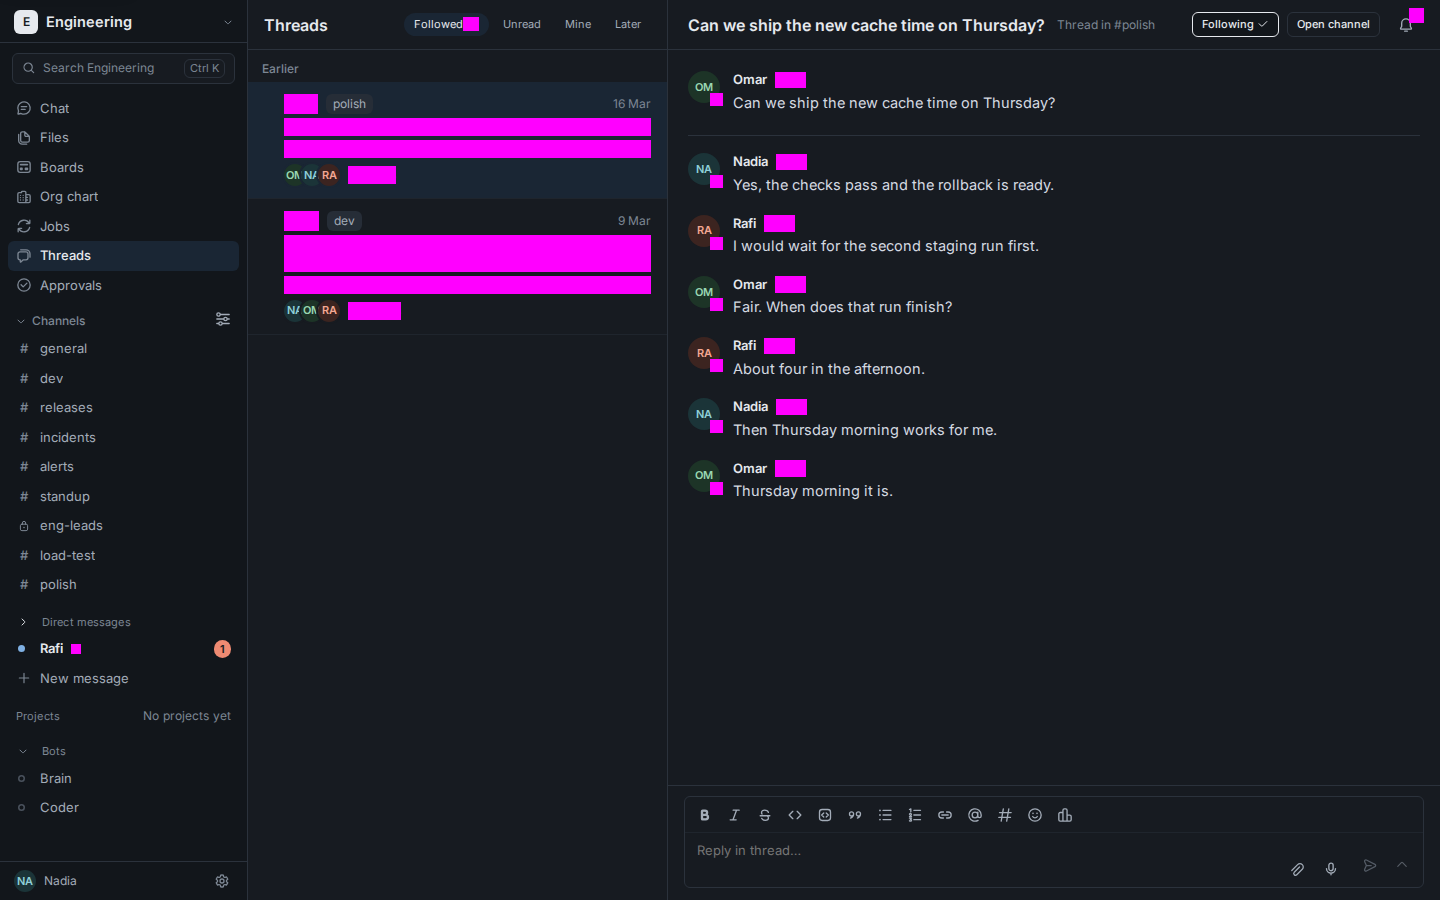 E Engineering
Search Engineering Ctrl K
Chat
Files
Boards
Org chart
Jobs
Threads
Approvals
Channels
# general
# dev
# releases
# incidents
# alerts
# standup
eng-leads
# load-test
# polish
Direct messages
Rafi 1
New message
Projects No projects yet
Bots
Brain
Coder
NA Nadia
Threads Followed Unread Mine Later
Earlier
polish 16 Mar
OM NA RA
dev 9 Mar
NA OM RA
Can we ship the new cache time on Thursday? Thread in #polish Following Open channel
OM Omar
Can we ship the new cache time on Thursday?
NA Nadia
Yes, the checks pass and the rollback is ready.
RA Rafi
I would wait for the second staging run first.
OM Omar
Fair. When does that run finish?
RA Rafi
About four in the afternoon.
NA Nadia
Then Thursday morning works for me.
OM Omar
Thursday morning it is.
Reply in thread...